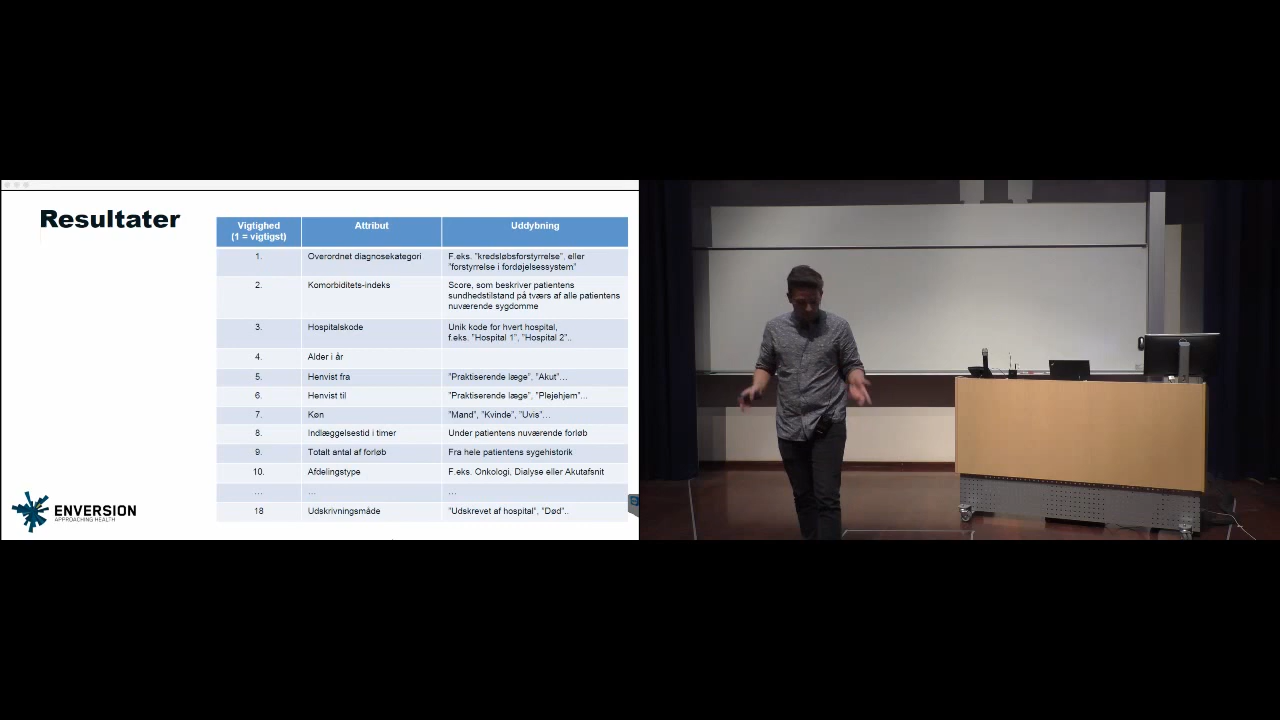 Resultater
Vigtighed
(1 = vigtigst)
Attribut
Uddybning
1.
Overordnet diagnosekategori
F.eks. "kredsløbsforstyrrelse", eller
"forstyrrelse i fordøjelsessystem"
2.
Komorbiditets-indeks
Score, som beskriver patientens
sundhedstilstand på tværs af alle patientens
nuværende sygdomme
3.
Hospitalskode
Unik kode for hvert hospital,
f.eks. "Hospital 1", "Hospital 2"..
4.
Alder i år
5.
Henvist fra
"Praktiserende læge", "Akut"…
6.
Henvist til
"Praktiserende læge", "Plejehjem"…
7.
Køn
"Mand", "Kvinde", "Uvis"…
8.
Indlæggelsestid i timer
Under patientens nuværende forløb
9.
Totalt antal af forløb
Fra hele patientens sygehistorik
10.
Afdelingstype
F.eks. Onkologi, Dialyse eller Akutafsnit
…
…
…
18
Udskrivningsmåde
"Udskrevet af hospital", "Død"..
ENVERSION
APPROACHING HEALTH